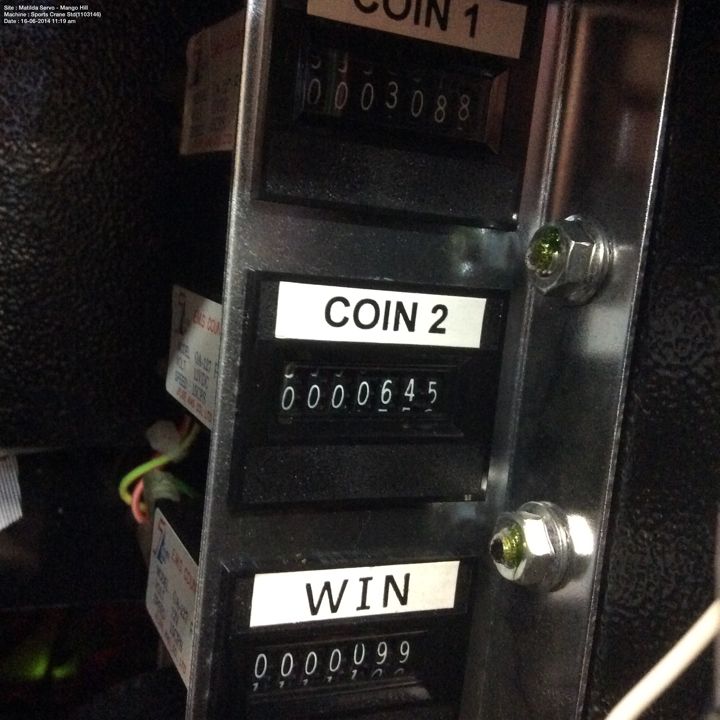 Site : Matilda Servo - Mango Hill
Machine : Sports Crane Std(1103146)
Date : 16-06-2014 11:19 am
COIN 1
0003088
COIN 2
0000645
WIN
0000099